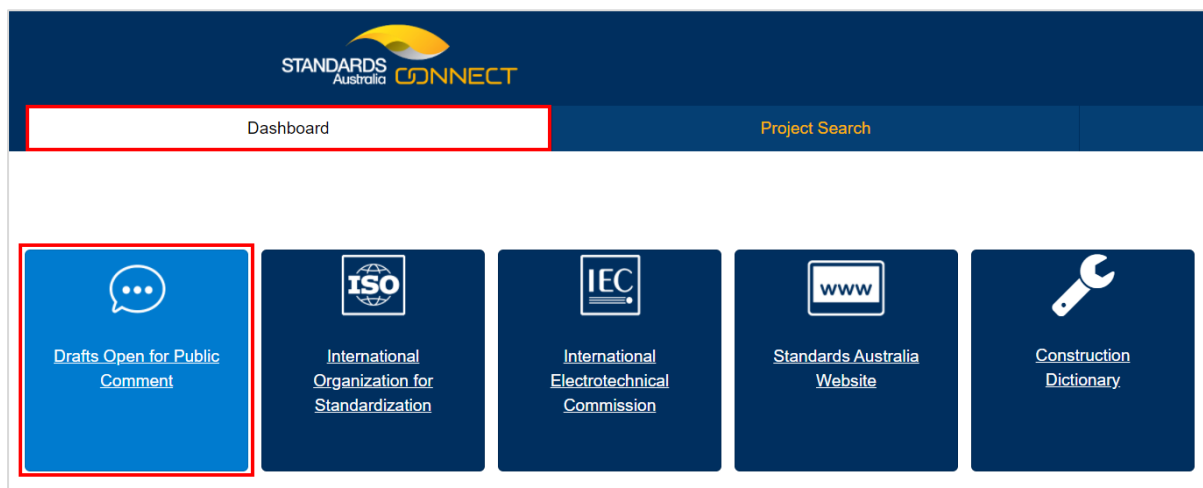 STANDARDS
Australia CONNECT
Dashboard
Project Search
ISO
IEC
www
Drafts Open for Public
Comment
International
Organization for
Standardization
International
Electrotechnical
Commission
Standards Australia
Website
Construction
Dictionary